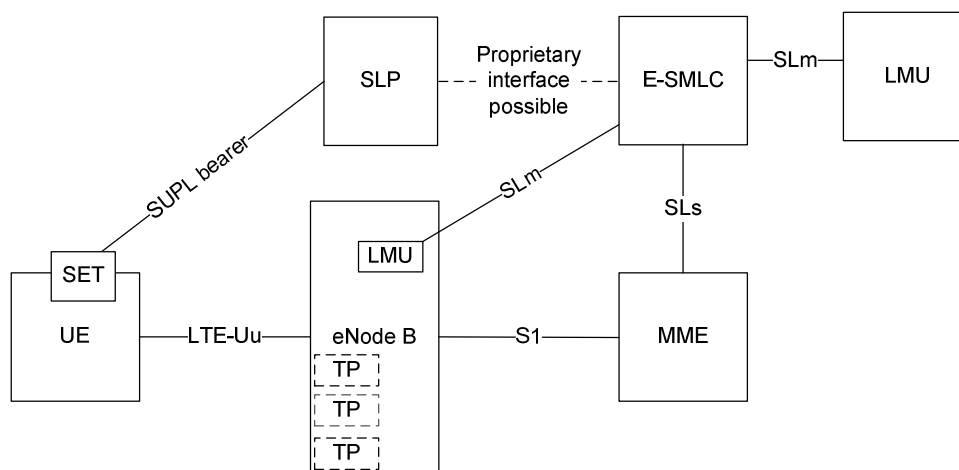 SLP
Proprietary
interface
possible
E-SMLC
SLm
LMU
SUPL bearer
SLm
SLs
LMU
SET
UE
LTE-Uu
eNode B
S1
MME
TP
TP
TP